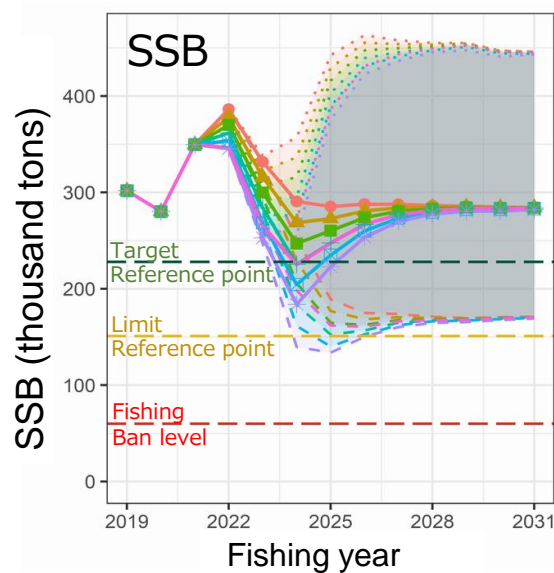 SSB
400
300
200
100
0
Target
Reference point
Limit
Reference point
Fishing
Ban level
SSB (thousand tons)
2019 2022 2025 2028 2031
Fishing year